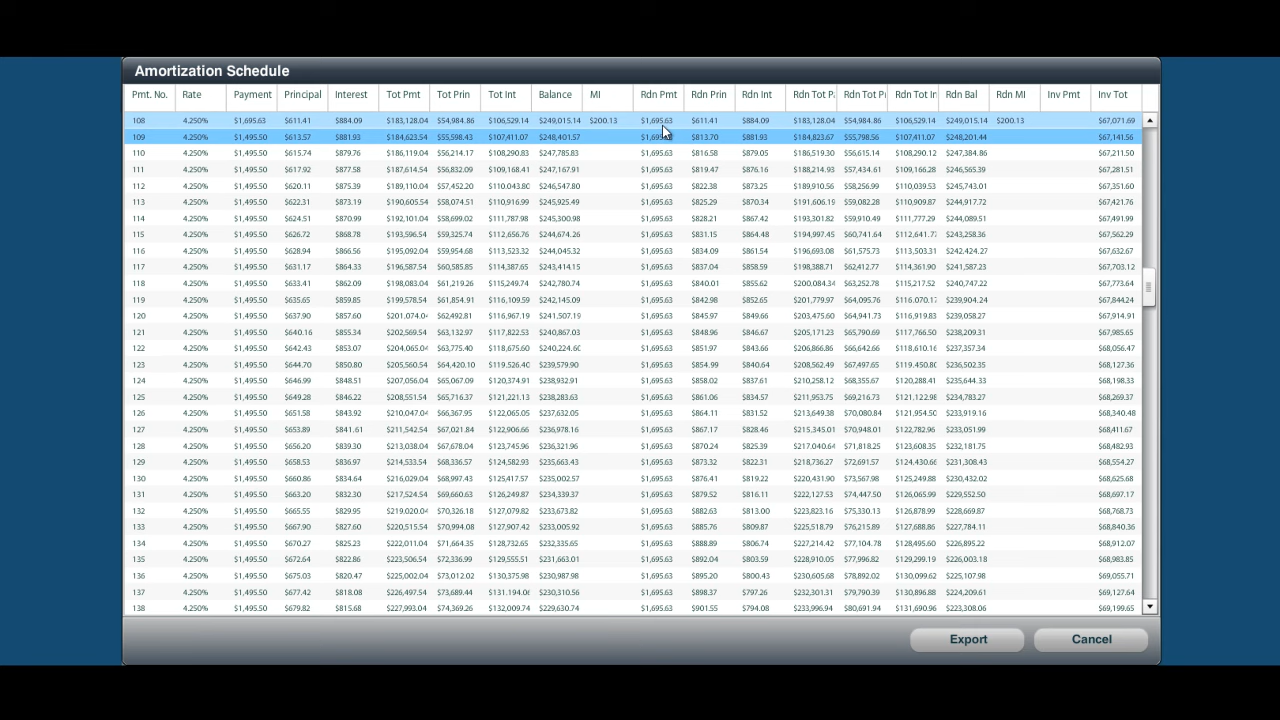 Amortization Schedule
Pmt. No. Rate Payment Principal Interest Tot Pmt Tot Prin Tot Int Balance MI Rdn Pmt Rdn Prin Rdn Int Rdn Tot P Rdn Tot P Rdn Tot In Rdn Bal Rdn MI Inv Pmt Inv Tot
108 4.250% $1,695.63 $611.41 $884.09 $183,128.04 $54,984.86 $106,529.14 $249,015.14 $200.13 $1,695.63 $611.41 $884.09 $183,128.04 $54,984.86 $106,529.14 $249,015.14 $200.13 $67,071.69
109 4.250% $1,495.50 $613.57 $881.93 $184,623.54 $55,598.43 $107,411.07 $248,401.57 $1,695.63 $813.70 $881.93 $184,823.67 $55,798.56 $107,411.07 $248,201.44 $67,141.56
110 4.250% $1,495.50 $615.74 $879.76 $186,119.04 $56,214.17 $108,290.83 $247,785.83 $1,695.63 $816.58 $879.05 $186,519.30 $56,615.14 $108,290.12 $247,384.86 $67,211.50
111 4.250% $1,495.50 $617.92 $877.58 $187,614.54 $56,832.09 $109,168.41 $247,167.91 $1,695.63 $819.47 $876.16 $188,214.93 $57,434.61 $109,166.28 $246,565.39 $67,281.51
112 4.250% $1,495.50 $620.11 $875.39 $189,110.04 $57,452.20 $110,043.80 $246,547.80 $1,695.63 $822.38 $873.25 $189,910.56 $58,256.99 $110,039.53 $245,743.01 $67,351.60
113 4.250% $1,495.50 $622.31 $873.19 $190,605.54 $58,074.51 $110,916.99 $245,925.49 $1,695.63 $825.29 $870.34 $191,606.19 $59,082.28 $110,909.87 $244,917.72 $67,421.76
114 4.250% $1,495.50 $624.51 $870.99 $192,101.04 $58,699.02 $111,787.98 $245,300.98 $1,695.63 $828.21 $867.42 $193,301.82 $59,910.49 $111,777.29 $244,089.51 $67,491.99
115 4.250% $1,495.50 $626.72 $868.78 $193,596.54 $59,325.74 $112,656.76 $244,674.26 $1,695.63 $831.15 $864.48 $194,997.45 $60,741.64 $112,641.77 $243,258.36 $67,562.29
116 4.250% $1,495.50 $628.94 $866.56 $195,092.04 $59,954.68 $113,523.32 $244,045.32 $1,695.63 $834.09 $861.54 $196,693.08 $61,575.73 $113,503.31 $242,424.27 $67,632.67
117 4.250% $1,495.50 $631.17 $864.33 $196,587.54 $60,585.85 $114,387.65 $243,414.15 $1,695.63 $837.04 $858.59 $198,388.71 $62,412.77 $114,361.90 $241,587.23 $67,703.12
118 4.250% $1,495.50 $633.41 $862.09 $198,083.04 $61,219.26 $115,249.74 $242,780.74 $1,695.63 $840.01 $855.62 $200,084.34 $63,252.78 $115,217.52 $240,747.22 $67,773.64
119 4.250% $1,495.50 $635.65 $859.85 $199,578.54 $61,854.91 $116,109.59 $242,145.09 $1,695.63 $842.98 $852.65 $201,779.97 $64,095.76 $116,070.17 $239,904.24 $67,844.24
120 4.250% $1,495.50 $637.90 $857.60 $201,074.04 $62,492.81 $116,967.19 $241,507.19 $1,695.63 $845.97 $849.66 $203,475.60 $64,941.73 $116,919.83 $239,058.27 $67,914.91
121 4.250% $1,495.50 $640.16 $855.34 $202,569.54 $63,132.97 $117,822.53 $240,867.03 $1,695.63 $848.96 $846.67 $205,171.23 $65,790.69 $117,766.50 $238,209.31 $67,985.65
122 4.250% $1,495.50 $642.43 $853.07 $204,065.04 $63,775.40 $118,675.60 $240,224.60 $1,695.63 $851.97 $843.66 $206,866.86 $66,642.66 $118,610.16 $237,357.34 $68,056.47
123 4.250% $1,495.50 $644.70 $850.80 $205,560.54 $64,420.10 $119,526.40 $239,579.90 $1,695.63 $854.99 $840.64 $208,562.49 $67,497.65 $119,450.80 $236,502.35 $68,127.36
124 4.250% $1,495.50 $646.99 $848.51 $207,056.04 $65,067.09 $120,374.91 $238,932.91 $1,695.63 $858.02 $837.61 $210,258.12 $68,355.67 $120,288.41 $235,644.33 $68,198.33
125 4.250% $1,495.50 $649.28 $846.22 $208,551.54 $65,716.37 $121,221.13 $238,283.63 $1,695.63 $861.06 $834.57 $211,953.75 $69,216.73 $121,122.98 $234,783.27 $68,269.37
126 4.250% $1,495.50 $651.58 $843.92 $210,047.04 $66,367.95 $122,065.05 $237,632.05 $1,695.63 $864.11 $831.52 $213,649.38 $70,080.84 $121,954.50 $233,919.16 $68,340.48
127 4.250% $1,495.50 $653.89 $841.61 $211,542.54 $67,021.84 $122,906.66 $236,978.16 $1,695.63 $867.17 $828.46 $215,345.01 $70,948.01 $122,782.96 $233,051.99 $68,411.67
128 4.250% $1,495.50 $656.20 $839.30 $213,038.04 $67,678.04 $123,745.96 $236,321.96 $1,695.63 $870.24 $825.39 $217,040.64 $71,818.25 $123,608.35 $232,181.75 $68,482.93
129 4.250% $1,495.50 $658.53 $836.97 $214,533.54 $68,336.57 $124,582.93 $235,663.43 $1,695.63 $873.32 $822.31 $218,736.27 $72,691.57 $124,430.66 $231,308.43 $68,554.27
130 4.250% $1,495.50 $660.86 $834.64 $216,029.04 $68,997.43 $125,417.57 $235,002.57 $1,695.63 $876.41 $819.22 $220,431.90 $73,567.98 $125,249.88 $230,432.02 $68,625.68
131 4.250% $1,495.50 $663.20 $832.30 $217,524.54 $69,660.63 $126,249.87 $234,339.37 $1,695.63 $879.52 $816.11 $222,127.53 $74,447.50 $126,065.99 $229,552.50 $68,697.17
132 4.250% $1,495.50 $665.55 $829.95 $219,020.04 $70,326.18 $127,079.82 $233,673.82 $1,695.63 $882.63 $813.00 $223,823.16 $75,330.13 $126,878.99 $228,669.87 $68,768.73
133 4.250% $1,495.50 $667.90 $827.60 $220,515.54 $70,994.08 $127,907.42 $233,005.92 $1,695.63 $885.76 $809.87 $225,518.79 $76,215.89 $127,688.86 $227,784.11 $68,840.36
134 4.250% $1,495.50 $670.27 $825.23 $222,011.04 $71,664.35 $128,732.65 $232,335.65 $1,695.63 $888.89 $806.74 $227,214.42 $77,104.78 $128,495.60 $226,895.22 $68,912.07
135 4.250% $1,495.50 $672.64 $822.86 $223,506.54 $72,336.99 $129,555.51 $231,663.01 $1,695.63 $892.04 $803.59 $228,910.05 $77,996.82 $129,299.19 $226,003.18 $68,983.85
136 4.250% $1,495.50 $675.03 $820.47 $225,002.04 $73,012.02 $130,375.98 $230,987.98 $1,695.63 $895.20 $800.43 $230,605.68 $78,892.02 $130,099.62 $225,107.98 $69,055.71
137 4.250% $1,495.50 $677.42 $818.08 $226,497.54 $73,689.44 $131,194.06 $230,310.56 $1,695.63 $898.37 $797.26 $232,301.31 $79,790.39 $130,896.88 $224,209.61 $69,127.64
138 4.250% $1,495.50 $679.82 $815.68 $227,993.04 $74,369.26 $132,009.74 $229,630.74 $1,695.63 $901.55 $794.08 $233,996.94 $80,691.94 $131,690.96 $223,308.06 $69,199.65
Export Cancel